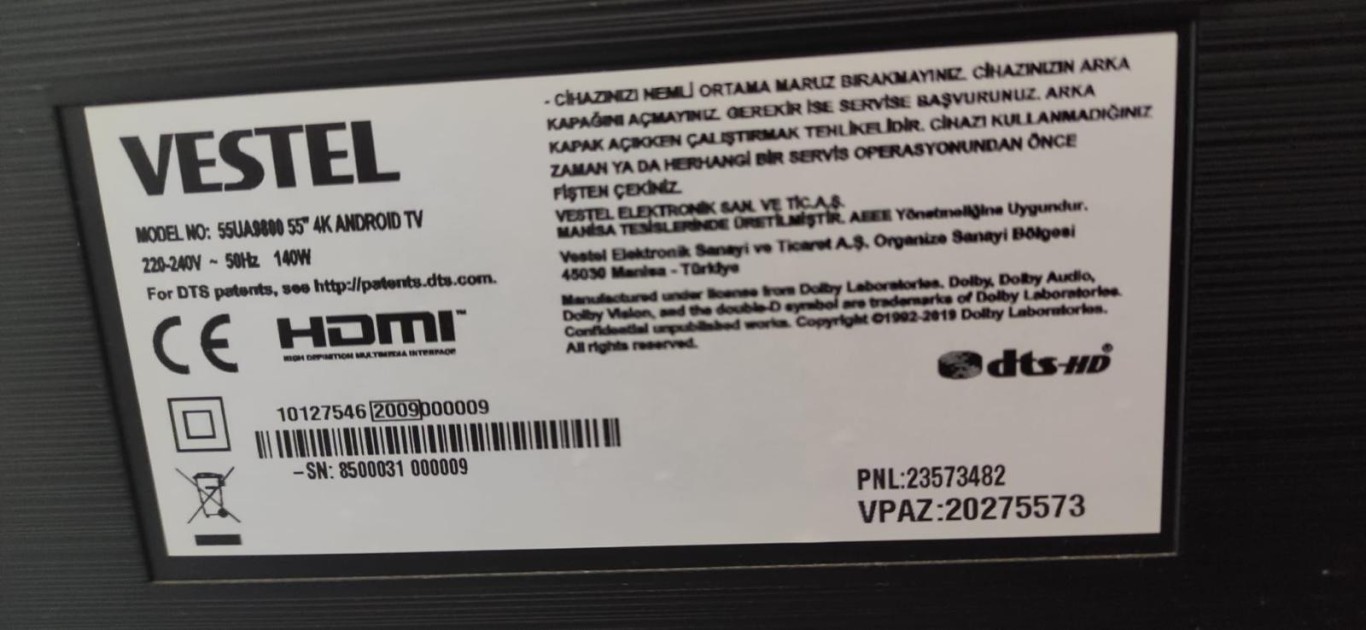 VESTEL
MODEL NO: 55UA9800 55" 4K ANDROID TV
220-240V ~ 50Hz 140W
For DTS patents, see http://patents.dts.com.
CE
HDMI™
HIGH DEFINITION MULTIMEDIA INTERFACE
10127546 2009000009
-SN: 8500031 000009
- CİHAZINIZI NEMLİ ORTAMA MARUZ BIRAKMAYINIZ. CİHAZINIZIN ARKA
KAPAĞINI AÇMAYINIZ. GEREKİR İSE SERVİSE BAŞVURUNUZ. ARKA
KAPAK AÇIKKEN ÇALIŞTIRMAK TEHLİKELİDİR. CİHAZI KULLANMADIĞINIZ
ZAMAN YA DA HERHANGİ BİR SERVİS OPERASYONUNDAN ÖNCE
FİŞTEN ÇEKİNİZ.
VESTEL ELEKTRONİK SAN. VE TİC.A.Ş.
MANİSA TESİSLERİNDE ÜRETİLMİŞTİR. AEEE Yönetmeliğine Uygundur.
Vestel Elektronik Sanayi ve Ticaret A.Ş. Organize Sanayi Bölgesi
45030 Manisa - Türkiye
Manufactured under license from Dolby Laboratories. Dolby, Dolby Audio,
Dolby Vision, and the double-D symbol are trademarks of Dolby Laboratories.
Confidential unpublished works. Copyright ©1992-2019 Dolby Laboratories.
All rights reserved.
dts-HD®
PNL:23573482
VPAZ:20275573